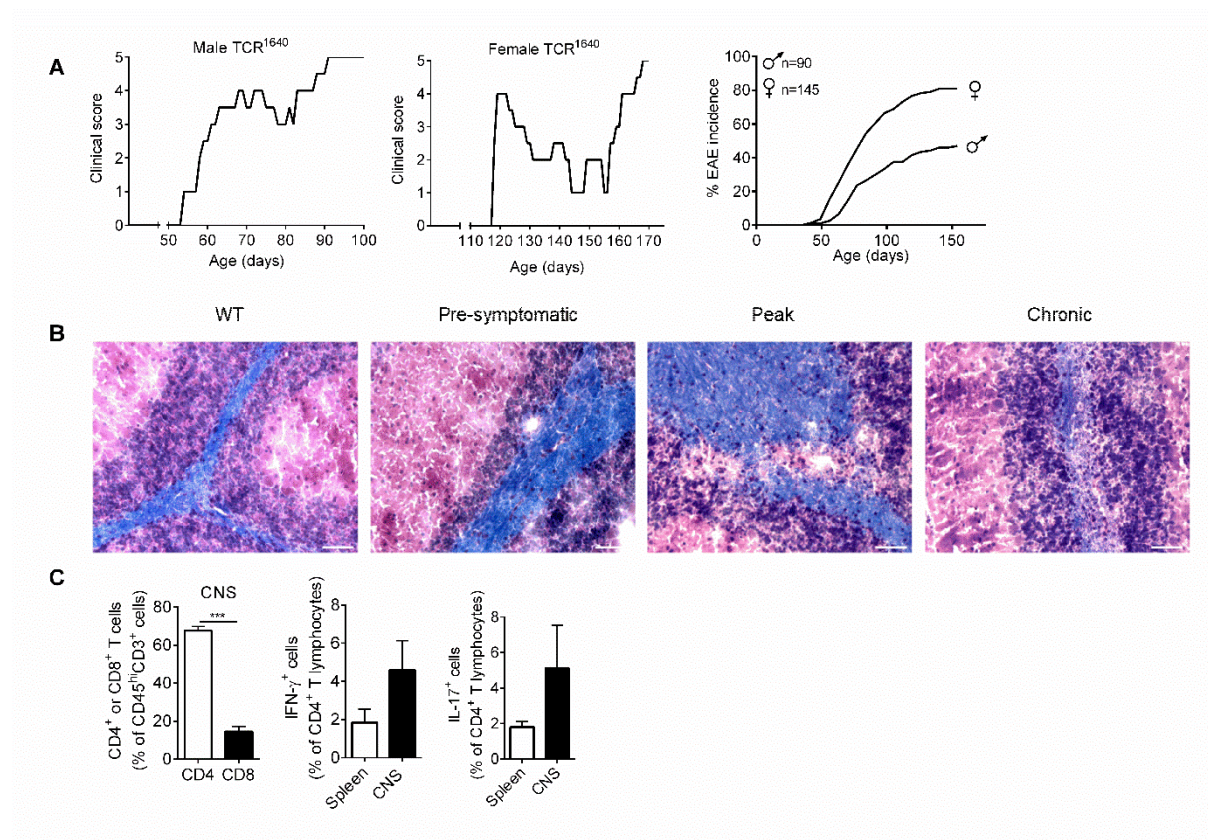 A
Male TCR1640
Clinical score
5
4
3
2
1
0
50 60 70 80 90 100
Age (days)
Female TCR1640
Clinical score
5
4
3
2
1
0
110 120 130 140 150 160 170
Age (days)
% EAE incidence
100
80
60
40
20
0
♂ n=90
♀ n=145
♀
♂
0 50 100 150
Age (days)
B
WT
Pre-symptomatic
Peak
Chronic
C
CNS
CD4+ or CD8+ T cells
(% of CD45hiCD3+ cells)
80
60
40
20
0
***
CD4 CD8
IFN-γ+ cells
(% of CD4+ T lymphocytes)
8
6
4
2
0
Spleen
CNS
IL-17+ cells
(% of CD4+ T lymphocytes)
8
6
4
2
0
Spleen
CNS